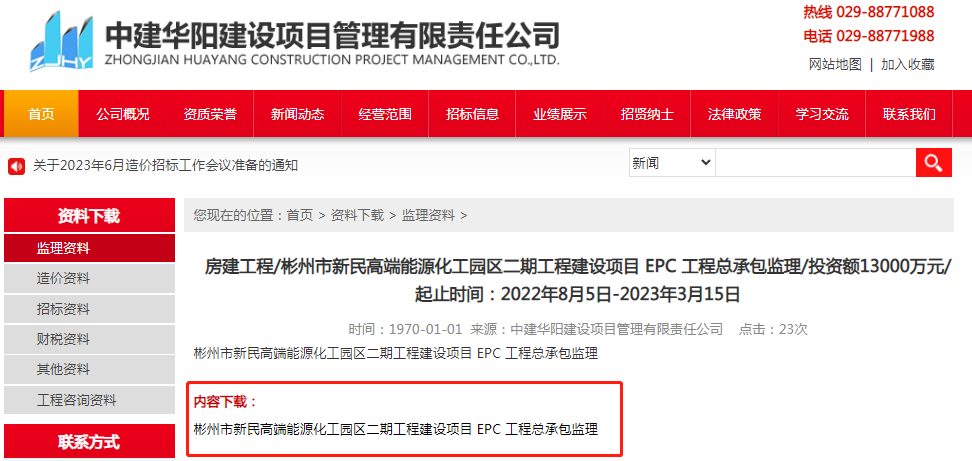 ZJHY
中建华阳建设项目管理有限责任公司
ZHONGJIAN HUAYANG CONSTRUCTION PROJECT MANAGEMENT CO.,LTD.
热线 029-88771088
电话 029-88771988
网站地图 | 加入收藏
首页 公司概况 资质荣誉 新闻动态 经营范围 招标信息 业绩展示 招贤纳士 法律政策 学习交流 联系我们
关于2023年6月造价招标工作会议准备的通知
新闻
资料下载
监理资料
造价资料
招标资料
财税资料
其他资料
工程咨询资料
联系方式
您现在的位置：首页 > 资料下载 > 监理资料 >
房建工程/彬州市新民高端能源化工园区二期工程建设项目 EPC 工程总承包监理/投资额13000万元/
起止时间：2022年8月5日-2023年3月15日
时间：1970-01-01 来源：中建华阳建设项目管理有限责任公司 点击：23次
彬州市新民高端能源化工园区二期工程建设项目 EPC 工程总承包监理
内容下载：
彬州市新民高端能源化工园区二期工程建设项目 EPC 工程总承包监理